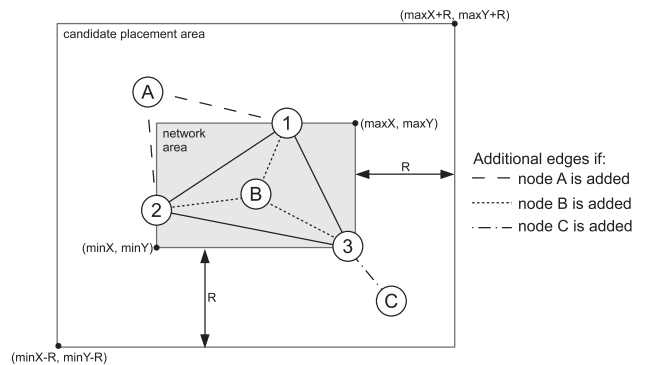 (maxX+R, maxY+R)
candidate placement area
A
1
(maxX, maxY)
network
area
Additional edges if:
R
node A is added
B
node B is added
2
node C is added
3
(minX, minY)
C
R
(minX-R, minY-R)